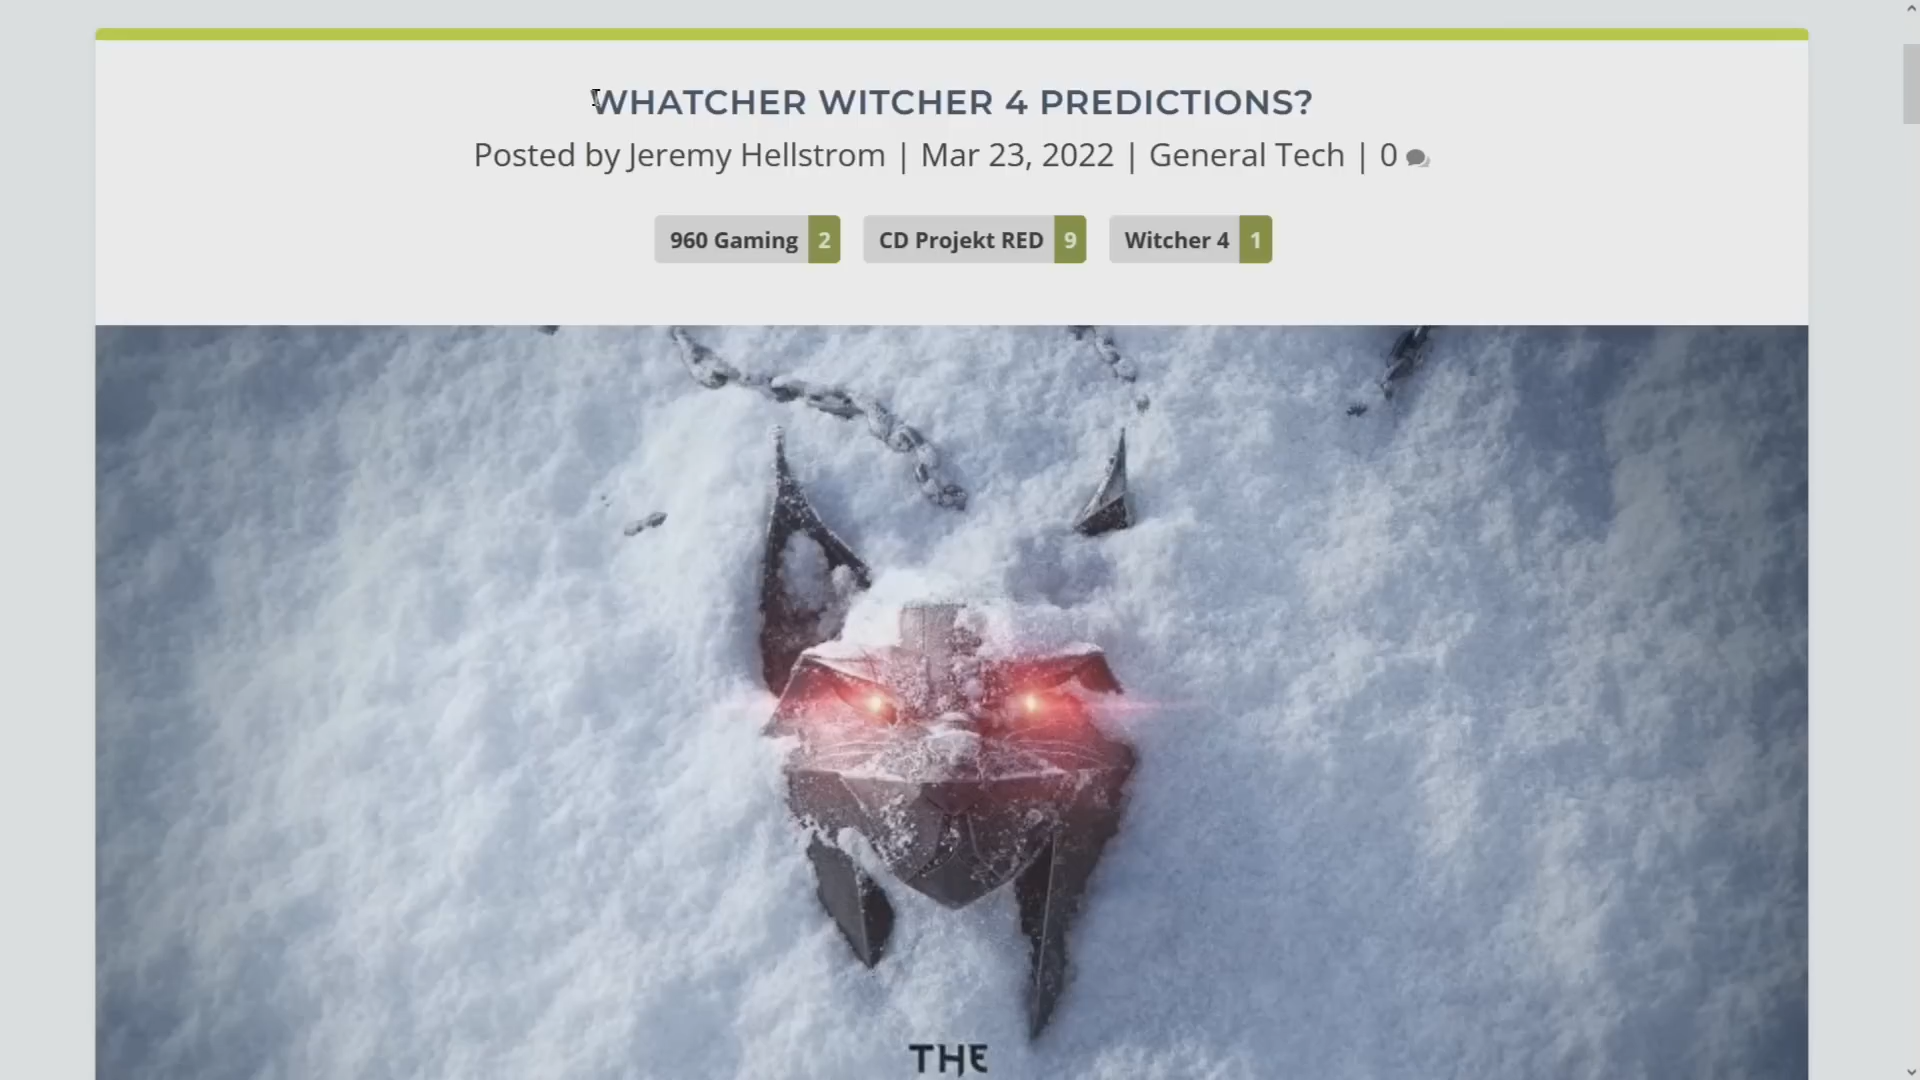 WHATCHER WITCHER 4 PREDICTIONS?
Posted by Jeremy Hellstrom | Mar 23, 2022 | General Tech | 0
960 Gaming 2 CD Projekt RED 9 Witcher 4 1
THE